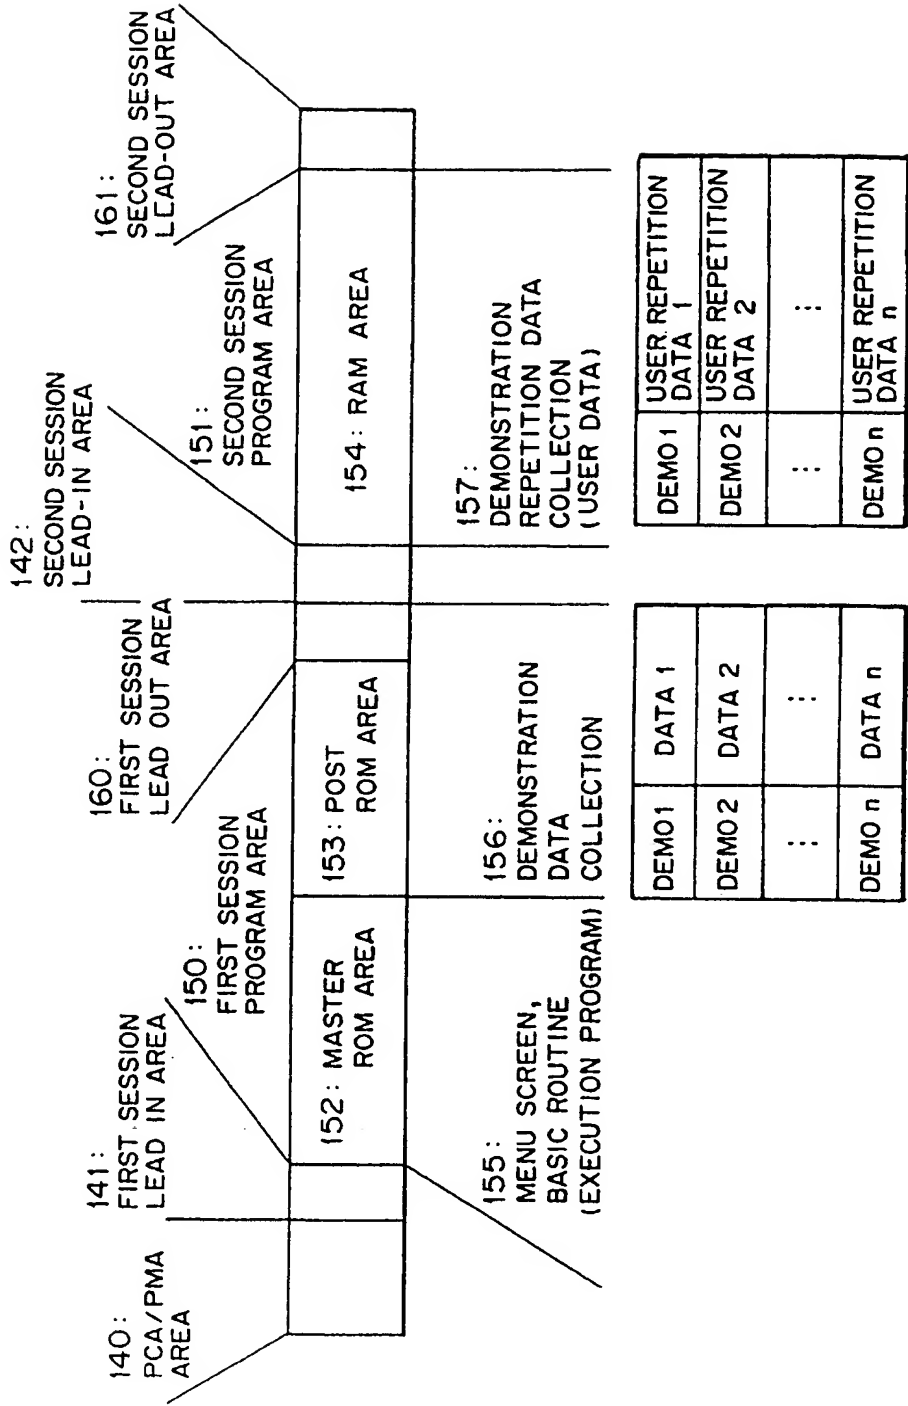 140:
PCA/PMA
AREA
141:
FIRST SESSION
LEAD IN AREA
150:
FIRST SESSION
PROGRAM AREA
160:
FIRST SESSION
LEAD OUT AREA
142:
SECOND SESSION
LEAD-IN AREA
151:
SECOND SESSION
PROGRAM AREA
161:
SECOND SESSION
LEAD-OUT AREA
152: MASTER
ROM AREA
153: POST
ROM AREA
154: RAM AREA
155:
MENU SCREEN,
BASIC ROUTINE
(EXECUTION PROGRAM)
156:
DEMONSTRATION
DATA
COLLECTION
157:
DEMONSTRATION
REPETITION DATA
COLLECTION
(USER DATA)
DEMO1 DATA 1
DEMO2 DATA 2
... ...
DEMO n DATA n
DEMO1 USER REPETITION
DATA 1
DEMO2 USER REPETITION
DATA 2
... ...
DEMO n USER REPETITION
DATA n